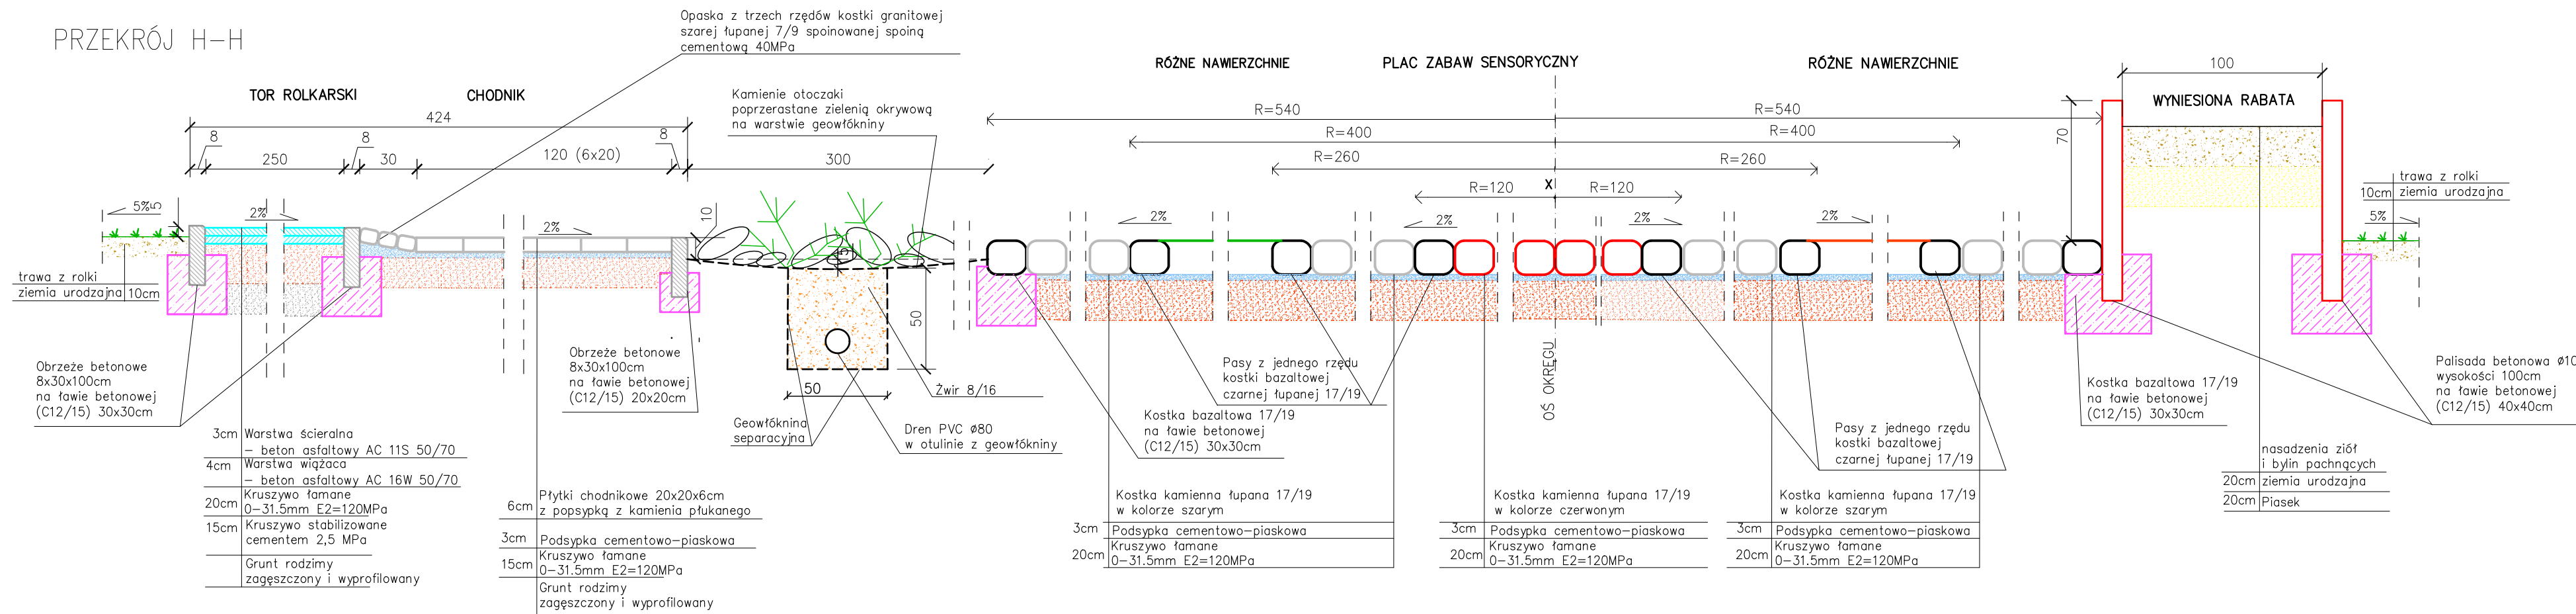 PRZEKRÓJ H-H
Opaska z trzech rzędów kostki granitowej
szarej łupanej 7/9 spoinowanej spoiną
cementową 40MPa
TOR ROLKARSKI
CHODNIK
424
8
250
8
30
120 (6x20)
8
300
Kamienie otoczaki
poprzerastane zielenią okrywową
na warstwie geowłókniny
RÓŻNE NAWIERZCHNIE
PLAC ZABAW SENSORYCZNY
RÓŻNE NAWIERZCHNIE
R=540
R=540
R=400
R=400
R=260
R=260
R=120
X
R=120
100
WYNIESIONA RABATA
70
5%
5
2%
2%
10
15
50
50
2%
2%
2%
2%
5%
trawa z rolki
ziemia urodzajna
10cm
trawa z rolki
10cm
ziemia urodzajna
Obrzeże betonowe
8x30x100cm
na ławie betonowej
(C12/15) 30x30cm
Obrzeże betonowe
8x30x100cm
na ławie betonowej
(C12/15) 20x20cm
Geowłóknina
separacyjna
Żwir 8/16
Dren PVC ø80
w otulinie z geowłókniny
Pasy z jednego rzędu
kostki bazaltowej
czarnej łupanej 17/19
Kostka bazaltowa 17/19
na ławie betonowej
(C12/15) 30x30cm
OŚ OKRĘGU
Pasy z jednego rzędu
kostki bazaltowej
czarnej łupanej 17/19
Kostka bazaltowa 17/19
na ławie betonowej
(C12/15) 30x30cm
Palisada betonowa ø10
wysokości 100cm
na ławie betonowej
(C12/15) 40x40cm
3cm Warstwa ścieralna
- beton asfaltowy AC 11S 50/70
4cm Warstwa wiążaca
- beton asfaltowy AC 16W 50/70
20cm Kruszywo łamane
0-31.5mm E2=120MPa
15cm Kruszywo stabilizowane
cementem 2,5 MPa
Grunt rodzimy
zagęszczony i wyprofilowany
6cm Płytki chodnikowe 20x20x6cm
z popsypką z kamienia płukanego
3cm Podsypka cementowo-piaskowa
15cm Kruszywo łamane
0-31.5mm E2=120MPa
Grunt rodzimy
zagęszczony i wyprofilowany
Kostka kamienna łupana 17/19
w kolorze szarym
3cm Podsypka cementowo-piaskowa
20cm Kruszywo łamane
0-31.5mm E2=120MPa
Kostka kamienna łupana 17/19
w kolorze czerwonym
3cm Podsypka cementowo-piaskowa
20cm Kruszywo łamane
0-31.5mm E2=120MPa
Kostka kamienna łupana 17/19
w kolorze szarym
3cm Podsypka cementowo-piaskowa
20cm Kruszywo łamane
0-31.5mm E2=120MPa
nasadzenia ziół
i bylin pachnących
20cm ziemia urodzajna
20cm Piasek